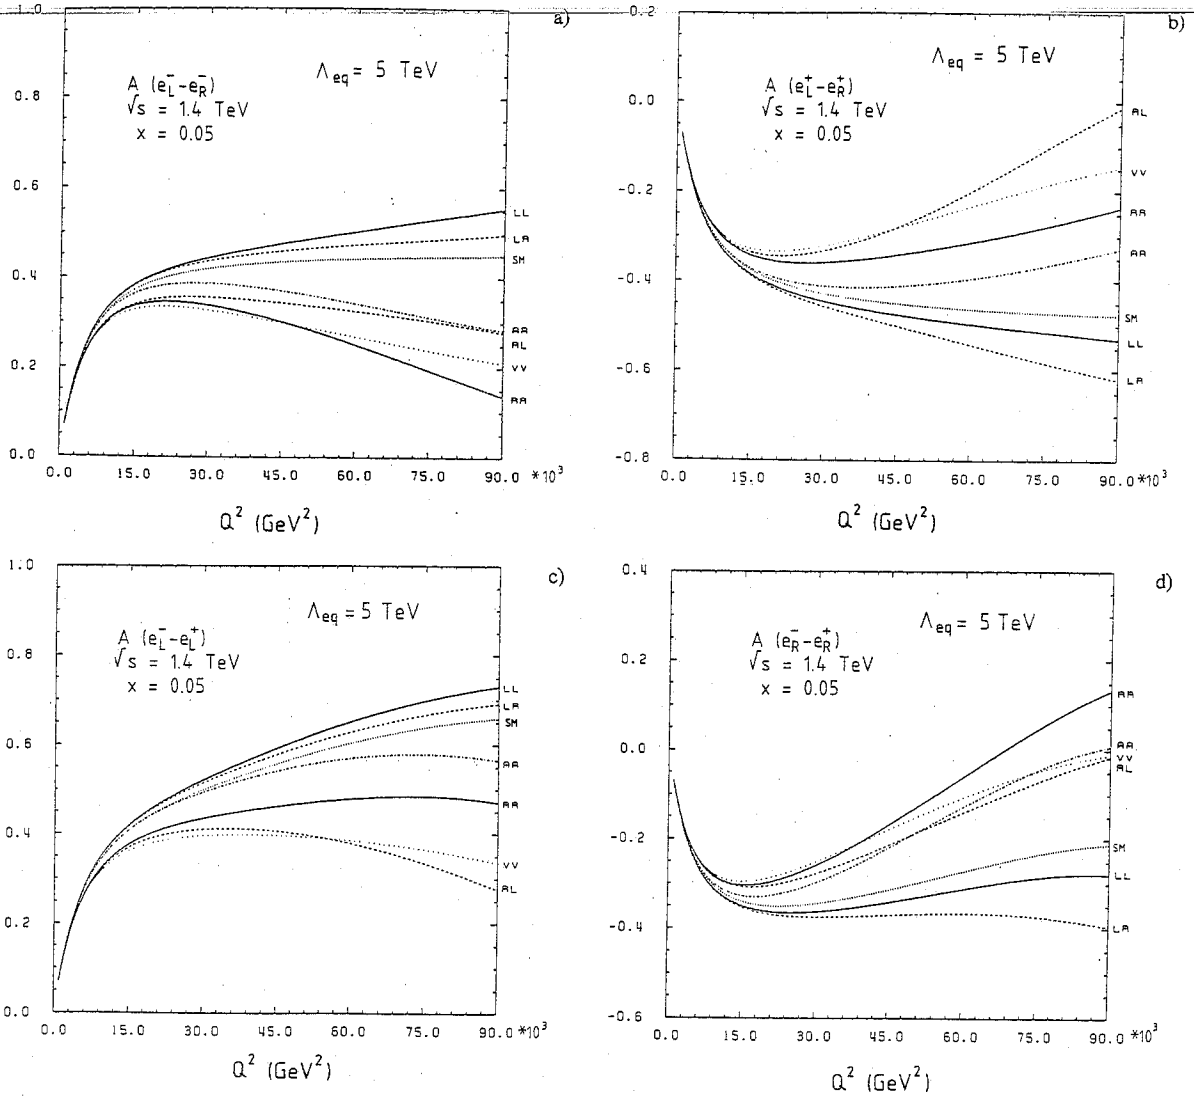 a)
Λeq = 5 TeV
A (e⁻L–e⁻R)
√s = 1.4 TeV
x = 0.05
1.0
0.8
0.6
0.4
0.2
0.0
LL
LR
SM
AA
RL
VV
RR
0.0 15.0 30.0 45.0 60.0 75.0 90.0 *10³
Q² (GeV²)
b)
Λeq = 5 TeV
A (e⁺L–e⁺R)
√s = 1.4 TeV
x = 0.05
0.2
0.0
-0.2
-0.4
-0.6
-0.8
RL
VV
RR
AA
SM
LL
LR
0.0 15.0 30.0 45.0 60.0 75.0 90.0 *10³
Q² (GeV²)
c)
Λeq = 5 TeV
A (e⁻L–e⁺L)
√s = 1.4 TeV
x = 0.05
1.0
0.8
0.6
0.4
0.2
0.0
LL
LR
SM
AA
RR
VV
RL
0.0 15.0 30.0 45.0 60.0 75.0 90.0 *10³
Q² (GeV²)
d)
Λeq = 5 TeV
A (e⁻R–e⁺R)
√s = 1.4 TeV
x = 0.05
0.4
0.2
0.0
-0.2
-0.4
-0.6
RR
AA
VV
RL
SM
LL
LR
0.0 15.0 30.0 45.0 60.0 75.0 90.0 *10³
Q² (GeV²)